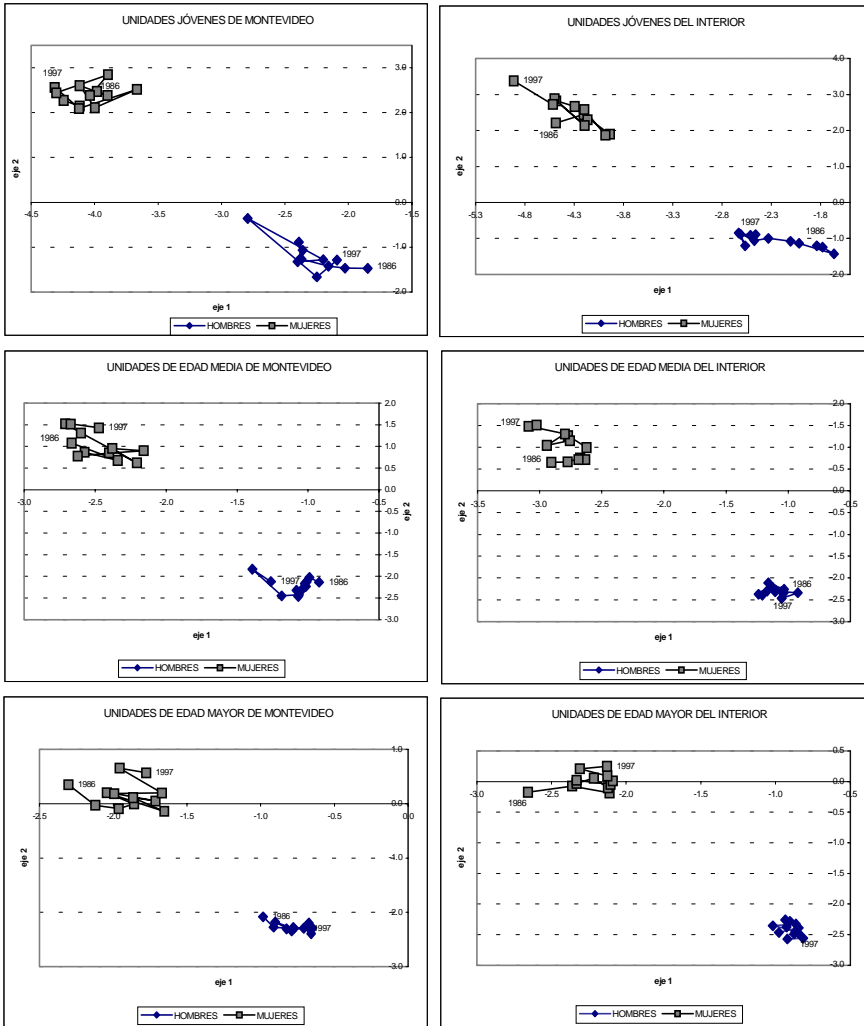 UNIDADES JÓVENES DE MONTEVIDEO
1997
1986
3.0
2.0
1.0
0.0
-1.0
-2.0
-4.5 -4.0 -3.5 -3.0 -2.5 -2.0 -1.5
1997
1986
eje 2
eje 1
HOMBRES MUJERES
UNIDADES JÓVENES DEL INTERIOR
1997
1986
4.0
3.0
2.0
1.0
0.0
-1.0
-2.0
-5.3 -4.8 -4.3 -3.8 -3.3 -2.8 -2.3 -1.8
1997
1986
eje 2
eje 1
HOMBRES MUJERES
UNIDADES DE EDAD MEDIA DE MONTEVIDEO
1997
1986
2.0
1.5
1.0
0.5
0.0
-0.5
-1.0
-1.5
-2.0
-2.5
-3.0
-3.0 -2.5 -2.0 -1.5 -1.0 -0.5
1997
1986
eje 2
eje 1
HOMBRES MUJERES
UNIDADES DE EDAD MEDIA DEL INTERIOR
1997
1986
2.0
1.5
1.0
0.5
0.0
-0.5
-1.0
-1.5
-2.0
-2.5
-3.0
-3.5 -3.0 -2.5 -2.0 -1.5 -1.0 -0.5
1986
1997
eje 2
eje 1
HOMBRES MUJERES
UNIDADES DE EDAD MAYOR DE MONTEVIDEO
1997
1986
1.0
0.0
-1.0
-2.0
-3.0
-2.5 -2.0 -1.5 -1.0 -0.5 0.0
1986
1997
eje 2
eje 1
HOMBRES MUJERES
UNIDADES DE EDAD MAYOR DEL INTERIOR
1997
1986
0.5
0.0
-0.5
-1.0
-1.5
-2.0
-2.5
-3.0
-3.0 -2.5 -2.0 -1.5 -1.0 -0.5
1997
eje 2
eje 1
HOMBRES MUJERES